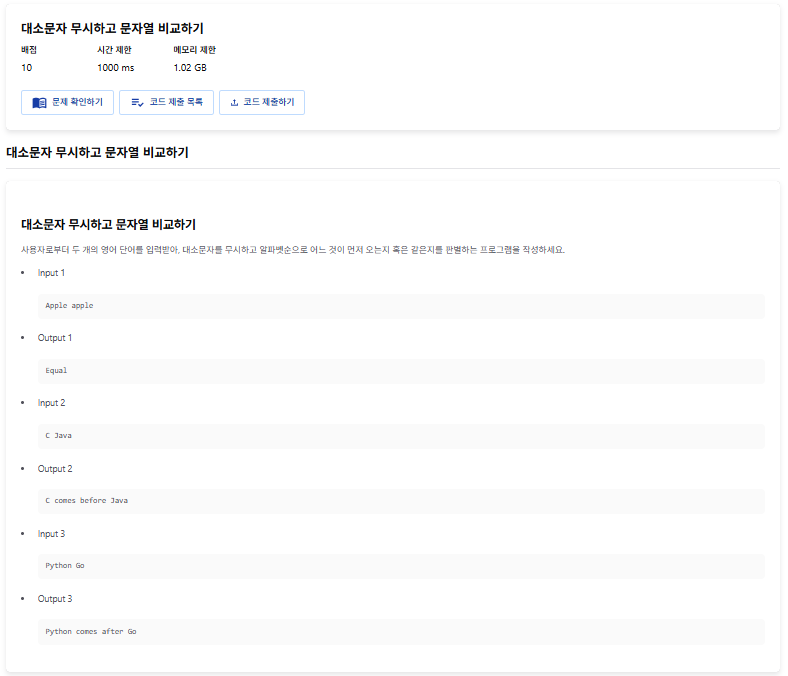 대소문자 무시하고 문자열 비교하기
배점 시간 제한 메모리 제한
10 1000 ms 1.02 GB
문제 확인하기 코드 제출 목록 코드 제출하기
대소문자 무시하고 문자열 비교하기
대소문자 무시하고 문자열 비교하기
사용자로부터 두 개의 영어 단어를 입력받아, 대소문자를 무시하고 알파벳순으로 어느 것이 먼저 오는지 혹은 같은지를 판별하는 프로그램을 작성하세요.
• Input 1
Apple apple
• Output 1
Equal
• Input 2
C Java
• Output 2
C comes before Java
• Input 3
Python Go
• Output 3
Python comes after Go